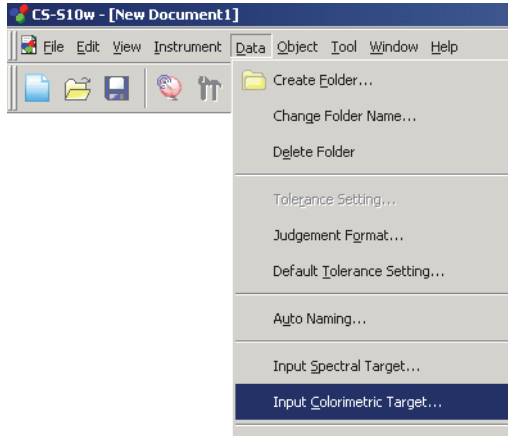 CS-S10w - [New Document1]
File Edit View Instrument Data Object Tool Window Help
Create Folder...
Change Folder Name...
Delete Folder
Tolerance Setting...
Judgement Format...
Default Tolerance Setting...
Auto Naming...
Input Spectral Target...
Input Colorimetric Target...